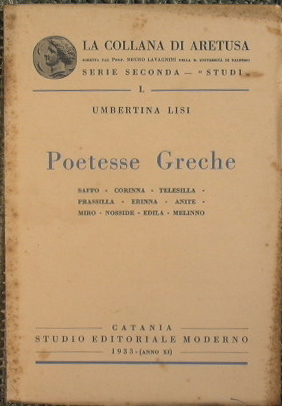 LA COLLANA DI ARETUSA
DIRETTA DAL PROF. BRUNO LAVAGNINI DELLA R. UNIVERSITÀ DI PALERMO
SERIE SECONDA — "STUDI"
I.
UMBERTINA LISI
Poetesse Greche
SAFFO - CORINNA - TELESILLA -
PRASSILLA - ERINNA - ANITE -
MIRO - NOSSIDE - EDILA - MELINNO
CATANIA
STUDIO EDITORIALE MODERNO
1933 - (ANNO XI)